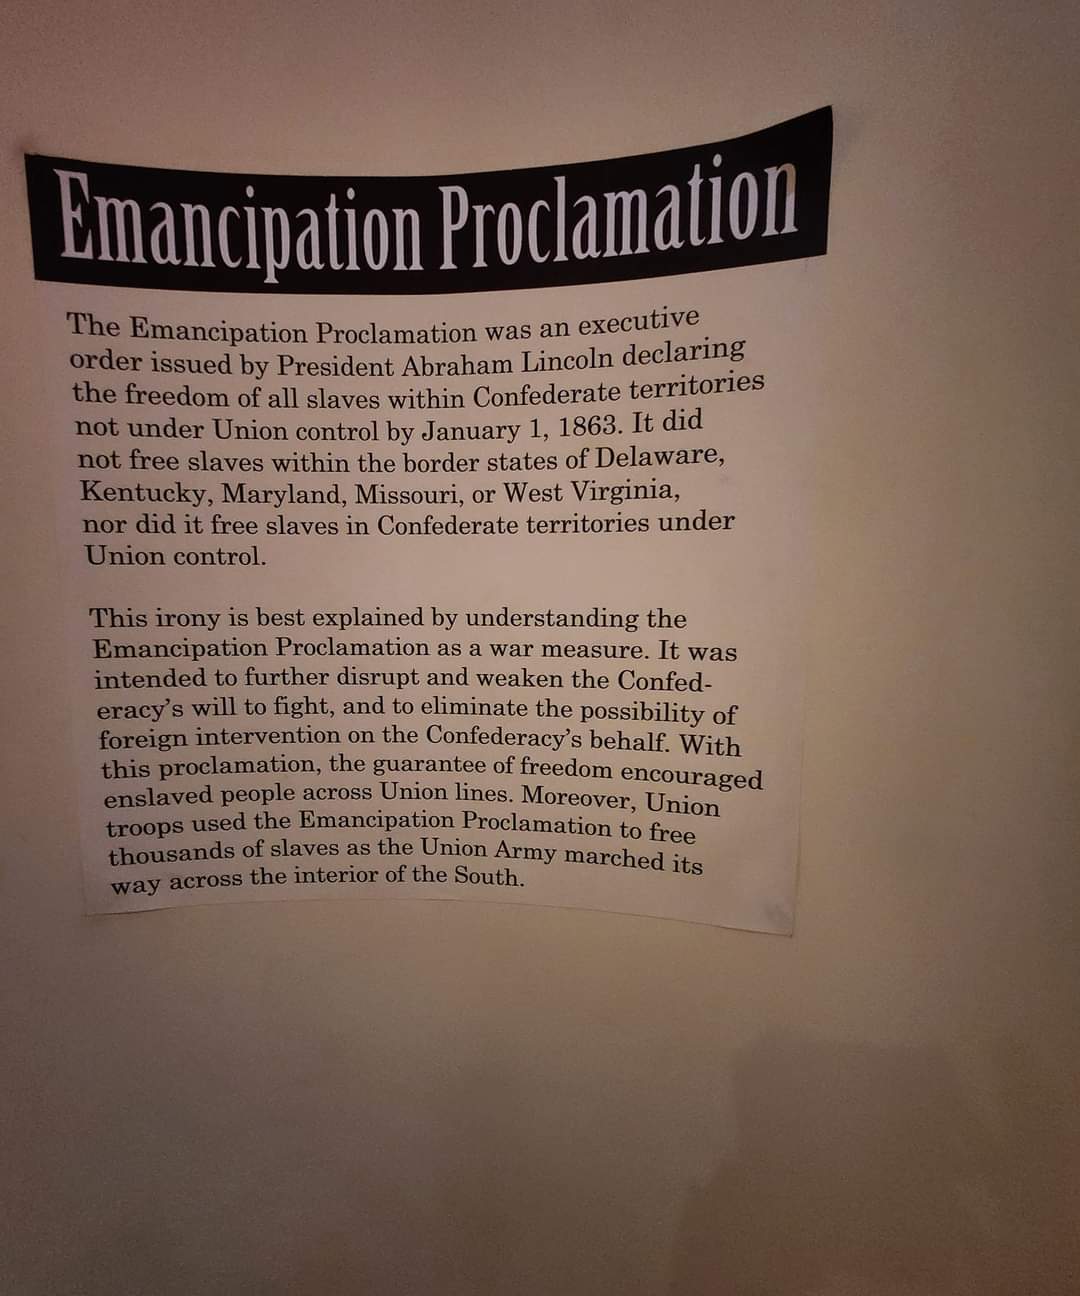 Emancipation Proclamation
The Emancipation Proclamation was an executive
order issued by President Abraham Lincoln declaring
the freedom of all slaves within Confederate territories
not under Union control by January 1, 1863. It did
not free slaves within the border states of Delaware,
Kentucky, Maryland, Missouri, or West Virginia,
nor did it free slaves in Confederate territories under
Union control.
This irony is best explained by understanding the
Emancipation Proclamation as a war measure. It was
intended to further disrupt and weaken the Confed-
eracy's will to fight, and to eliminate the possibility of
foreign intervention on the Confederacy's behalf. With
this proclamation, the guarantee of freedom encouraged
enslaved people across Union lines. Moreover, Union
troops used the Emancipation Proclamation to free
thousands of slaves as the Union Army marched its
way across the interior of the South.